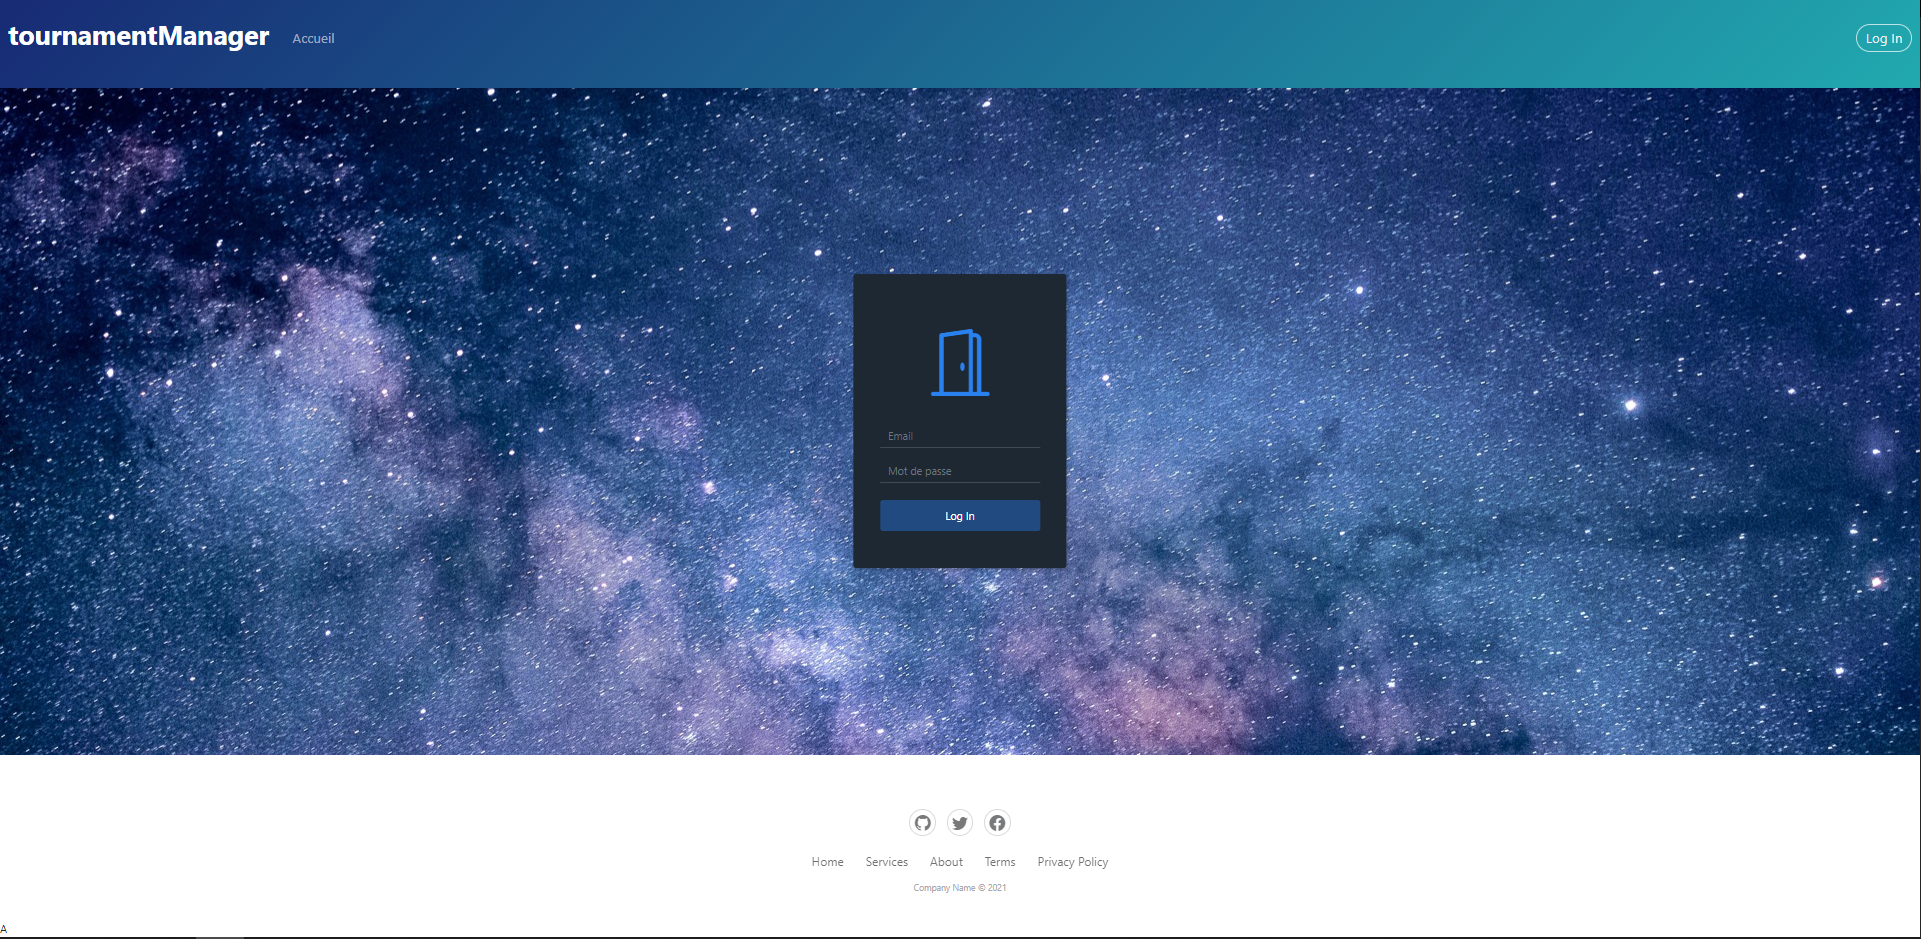 tournamentManager Accueil Log In
Email
Mot de passe
Log In
Home Services About Terms Privacy Policy
Company Name © 2021
A